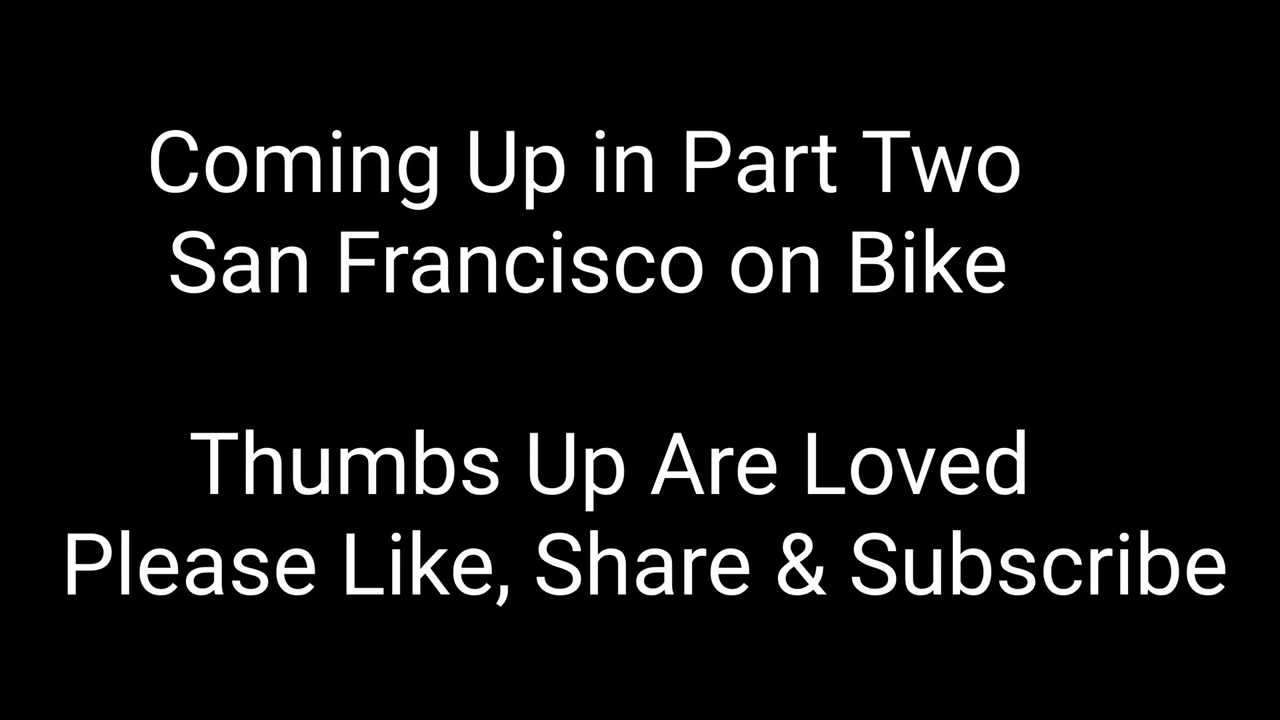 Coming Up in Part Two
San Francisco on Bike
Thumbs Up Are Loved
Please Like, Share & Subscribe